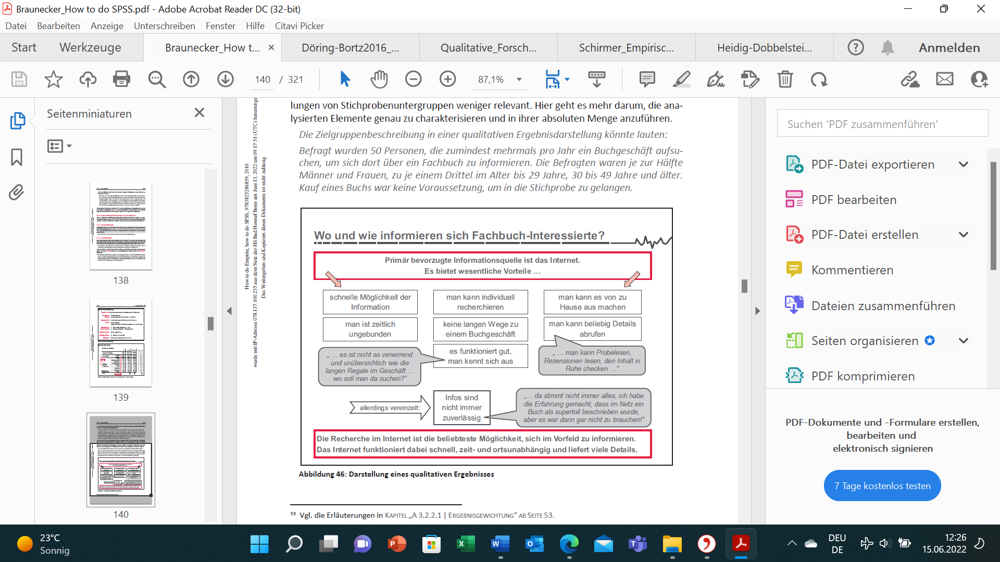 Braunecker_How to do SPSS.pdf - Adobe Acrobat Reader DC (32-bit)
Datei Bearbeiten Anzeige Unterschreiben Fenster Hilfe Citavi Picker
Start Werkzeuge Braunecker_How t... × Döring-Bortz2016_... Qualitative_Forsch... Schirmer_Empirisc... Heidig-Dobbelstei... Anmelden
140 / 321 87,1%
Seitenminiaturen
138
139
140
How to do Empirie, how to do SPSS, 9783825286859, 2016
wurde mit IP-Adresse 078.137.100.235 aus dem Netz der HS Bad Honnef Bonn am Juni 13, 2022 um 09:17:51 (UTC) herunterge
Das Weitergeben und Kopieren dieses Dokuments ist nicht zulässig.
lungen von Stichprobenuntergruppen weniger relevant. Hier geht es mehr darum, die ana-
lysierten Elemente genau zu charakterisieren und in ihrer absoluten Menge anzuführen.
Die Zielgruppenbeschreibung in einer qualitativen Ergebnisdarstellung könnte lauten:
Befragt wurden 50 Personen, die zumindest mehrmals pro Jahr ein Buchgeschäft aufsu-
chen, um sich dort über ein Fachbuch zu informieren. Die Befragten waren je zur Hälfte
Männer und Frauen, zu je einem Drittel im Alter bis 29 Jahre, 30 bis 49 Jahre und älter.
Kauf eines Buchs war keine Voraussetzung, um in die Stichprobe zu gelangen.
Wo und wie informieren sich Fachbuch-Interessierte?
Primär bevorzugte Informationsquelle ist das Internet.
Es bietet wesentliche Vorteile ...
schnelle Möglichkeit der
Information
man kann individuell
recherchieren
man kann es von zu
Hause aus machen
man ist zeitlich
ungebunden
keine langen Wege zu
einem Buchgeschäft
man kann beliebig Details
abrufen
„ ... es ist nicht so verwirrend
und unübersichtich wie die
langen Regale im Geschäft ...
wo soll man da suchen?“
es funktioniert gut,
man kennt sich aus
„ ... man kann Probelesen,
Rezensionen lesen, den Inhalt in
Ruhe checken ...“
allerdings vereinzelt:
Infos sind
nicht immer
zuverlässig
„... da stimmt nicht immer alles, ich habe
die Erfahrung gemacht, dass im Netz ein
Buch als supertoll beschrieben wurde,
aber es war dann gar nicht zu brauchen!“
Die Recherche im Internet ist die beliebteste Möglichkeit, sich im Vorfeld zu informieren.
Das Internet funktioniert dabei schnell, zeit- und ortsunabhängig und liefert viele Details.
Abbildung 46: Darstellung eines qualitativen Ergebnisses
53 Vgl. die Erläuterungen in KAPITEL „A 3.2.2.1 | ERGEBNISGEWICHTUNG“ AB SEITE 53.
Suchen 'PDF zusammenführen'
PDF-Datei exportieren
PDF bearbeiten
PDF-Datei erstellen
Kommentieren
Dateien zusammenführen
Seiten organisieren
PDF komprimieren
PDF-Dokumente und -Formulare erstellen,
bearbeiten und
elektronisch signieren
7 Tage kostenlos testen
23°C
Sonnig
DEU
DE
12:26
15.06.2022